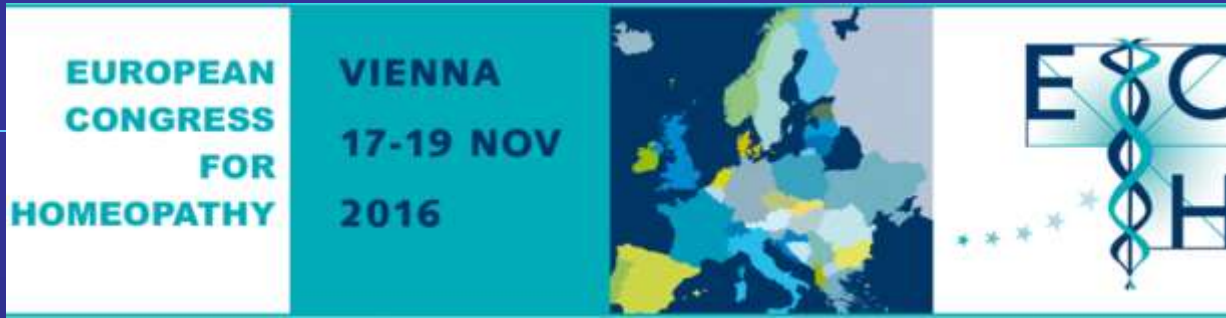 EUROPEAN
CONGRESS
FOR
HOMEOPATHY
VIENNA
17-19 NOV
2016
E C
H